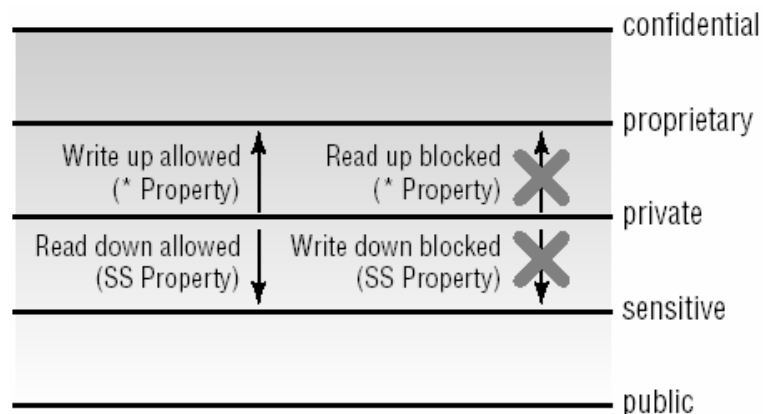 confidential
proprietary
Write up allowed
(* Property)
Read up blocked
(* Property)
private
Read down allowed
(SS Property)
Write down blocked
(SS Property)
sensitive
public